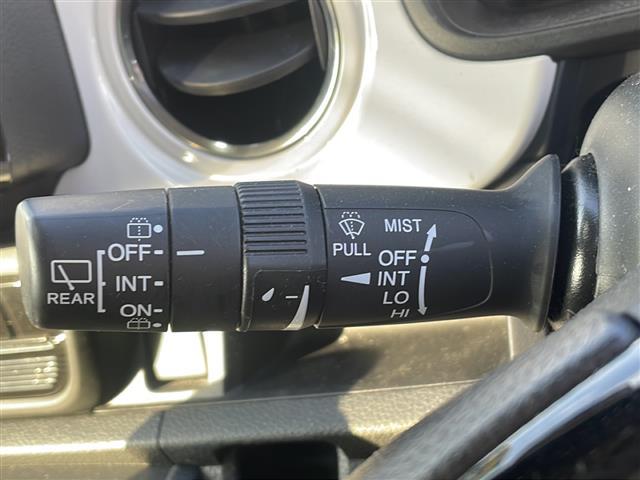 OFF
INT
ON
REAR
PULL
MIST
OFF
INT
LO
HI